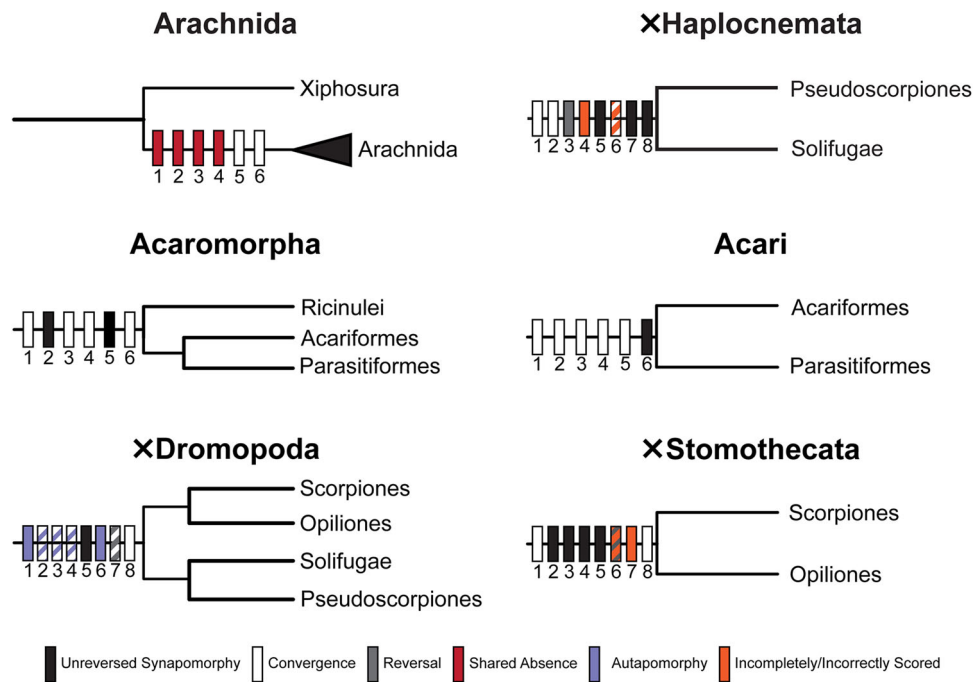 Arachnida
Xiphosura
Arachnida
1 2 3 4 5 6
×Haplocnemata
Pseudoscorpiones
Solifugae
1 2 3 4 5 6 7 8
Acaromorpha
Ricinulei
Acariformes
Parasitiformes
1 2 3 4 5 6
Acari
Acariformes
Parasitiformes
1 2 3 4 5 6
×Dromopoda
Scorpiones
Opiliones
Solifugae
Pseudoscorpiones
1 2 3 4 5 6 7 8
×Stomothecata
Scorpiones
Opiliones
1 2 3 4 5 6 7 8
Unreversed Synapomorphy Convergence Reversal Shared Absence Autapomorphy Incompletely/Incorrectly Scored